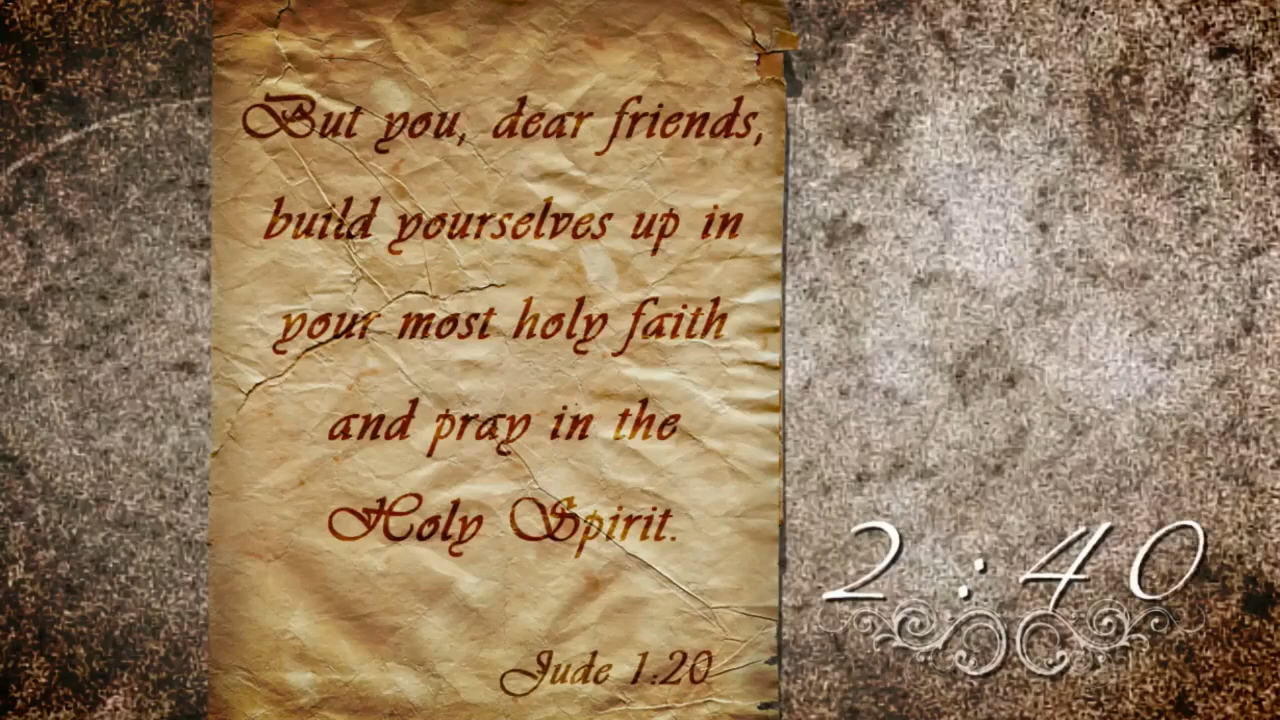 But you, dear friends,
build yourselves up in
your most holy faith
and pray in the
Holy Spirit.
Jude 1:20
2:40